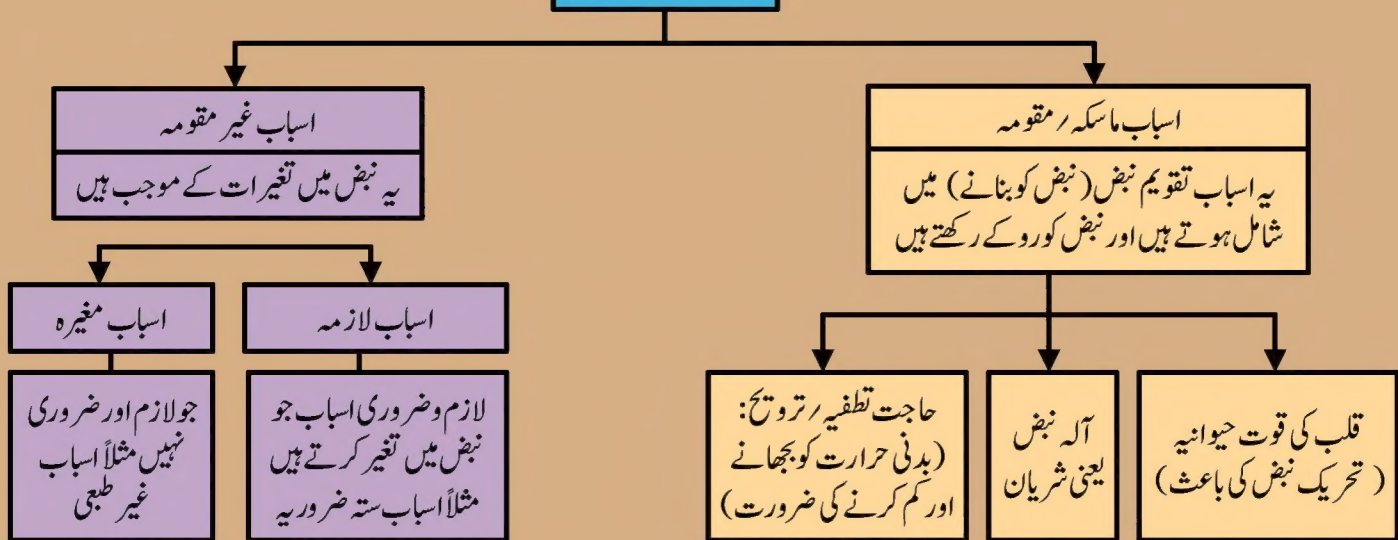 اسباب ماسکہ/مقومہ
یہ اسباب تقویم نبض (نبض کو بنانے) میں
شامل ہوتے ہیں اور نبض کو روکے رکھتے ہیں
قلب کی قوت حیوانیہ
(تحریک نبض کی باعث)
آلہ نبض
یعنی شریان
حاجت تطفیہ/ترویح:
(بدنی حرارت کو بجھانے
اور کم کرنے کی ضرورت)
اسباب غیر مقومہ
یہ نبض میں تغیرات کے موجب ہیں
اسباب لازمہ
لازم و ضروری اسباب جو
نبض میں تغیر کرتے ہیں
مثلاً اسباب ستہ ضروریہ
اسباب مغیرہ
جو لازم اور ضروری
نہیں مثلاً اسباب
غیر طبعی